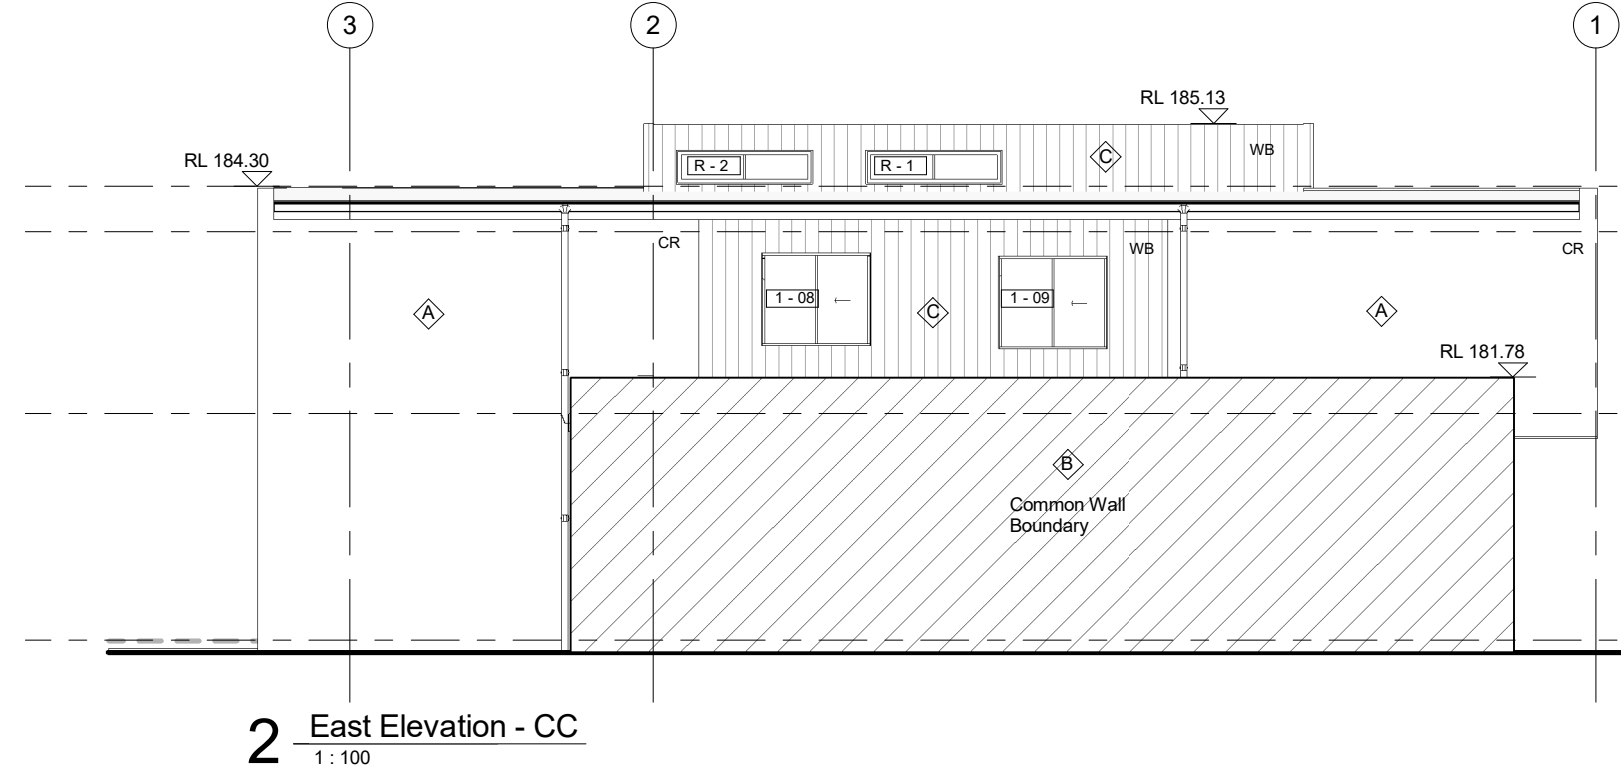 3
2
1
RL 185.13
RL 184.30
R - 2
R - 1
C
WB
CR
WB
CR
1 - 08
1 - 09
A
C
A
RL 181.78
B
Common Wall
Boundary
2
East Elevation - CC
1 : 100